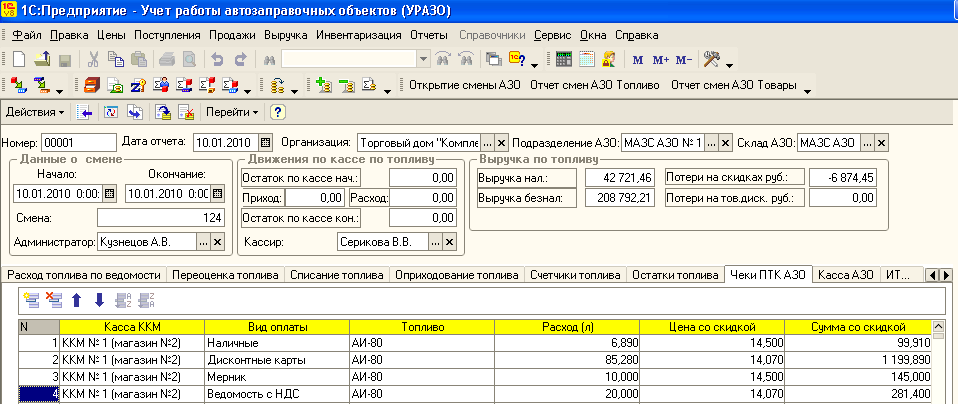 1С:Предприятие - Учет работы автозаправочных объектов (УРАЗО)
Файл Правка Цены Поступления Продажи Выручка Инвентаризация Отчеты Справочники Сервис Окна Справка
М М+ М-
Открытие смены АЗО Отчет смен АЗО Топливо Отчет смен АЗО Товары
Действия Перейти
Номер: 00001 Дата отчета: 10.01.2010 Организация: Торговый дом "Компле ... Подразделение АЗО: МАЗС АЗО № 1 ... Склад АЗО: МАЗС АЗО ...
Данные о смене Движения по кассе по топливу Выручка по топливу
Начало: Окончание: Остаток по кассе нач.: 0,00 Выручка нал.: 42 721,46 Потери на скидках руб.: -6 874,45
10.01.2010 0:00: 10.01.2010 0:00 Приход: 0,00 Расход: 0,00 Выручка безнал: 208 792,21 Потери на тов.диск. руб.: 0,00
Смена: 124 Остаток по кассе кон.: 0,00
Администратор: Кузнецов А.В. ... Кассир: Серикова В.В. ...
Расход топлива по ведомости Переоценка топлива Списание топлива Оприходование топлива Счетчики топлива Остатки топлива Чеки ПТК АЗО Касса АЗО ИТ...
N Касса ККМ Вид оплаты Топливо Расход (л) Цена со скидкой Сумма со скидкой
1 ККМ № 1 (магазин №2) Наличные АИ-80 6,890 14,500 99,910
2 ККМ № 1 (магазин №2) Дисконтные карты АИ-80 85,280 14,070 1 199,890
3 ККМ № 1 (магазин №2) Мерник АИ-80 10,000 14,500 145,000
4 ККМ № 1 (магазин №2) Ведомость с НДС АИ-80 20,000 14,070 281,400